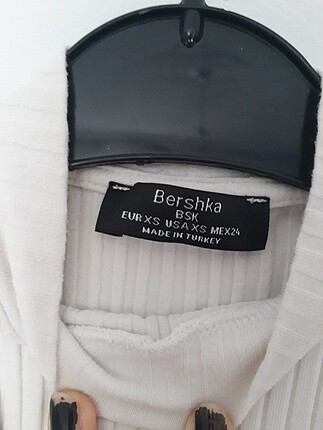 Bershka
BSK
EUR XS USA XS MEX 24
MADE IN TURKEY